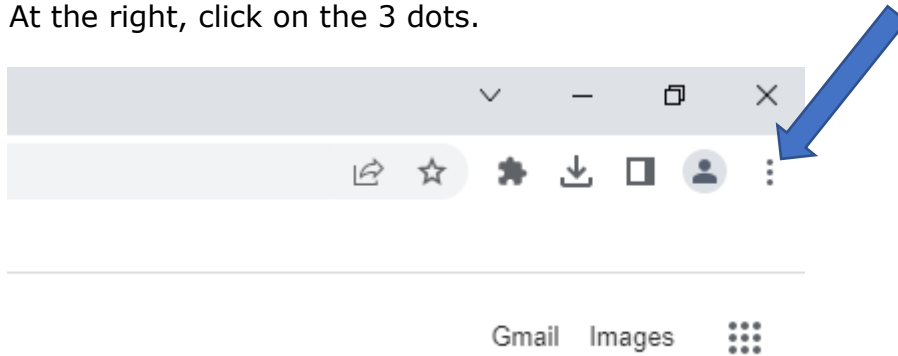 At the right, click on the 3 dots.
Gmail Images